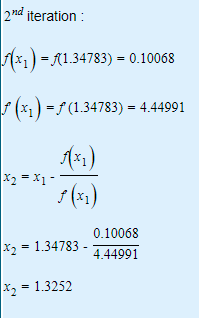 2nd iteration :
f(x1) = f(1.34783) = 0.10068
f′(x1) = f′(1.34783) = 4.44991
x2 = x1 - f(x1) / f′(x1)
x2 = 1.34783 - 0.10068 / 4.44991
x2 = 1.3252